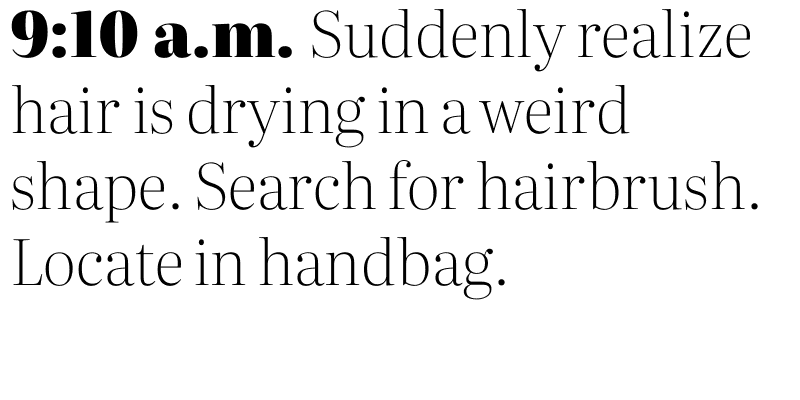 9:10 a.m. Suddenly realize
hair is drying in a weird
shape. Search for hairbrush.
Locate in handbag.